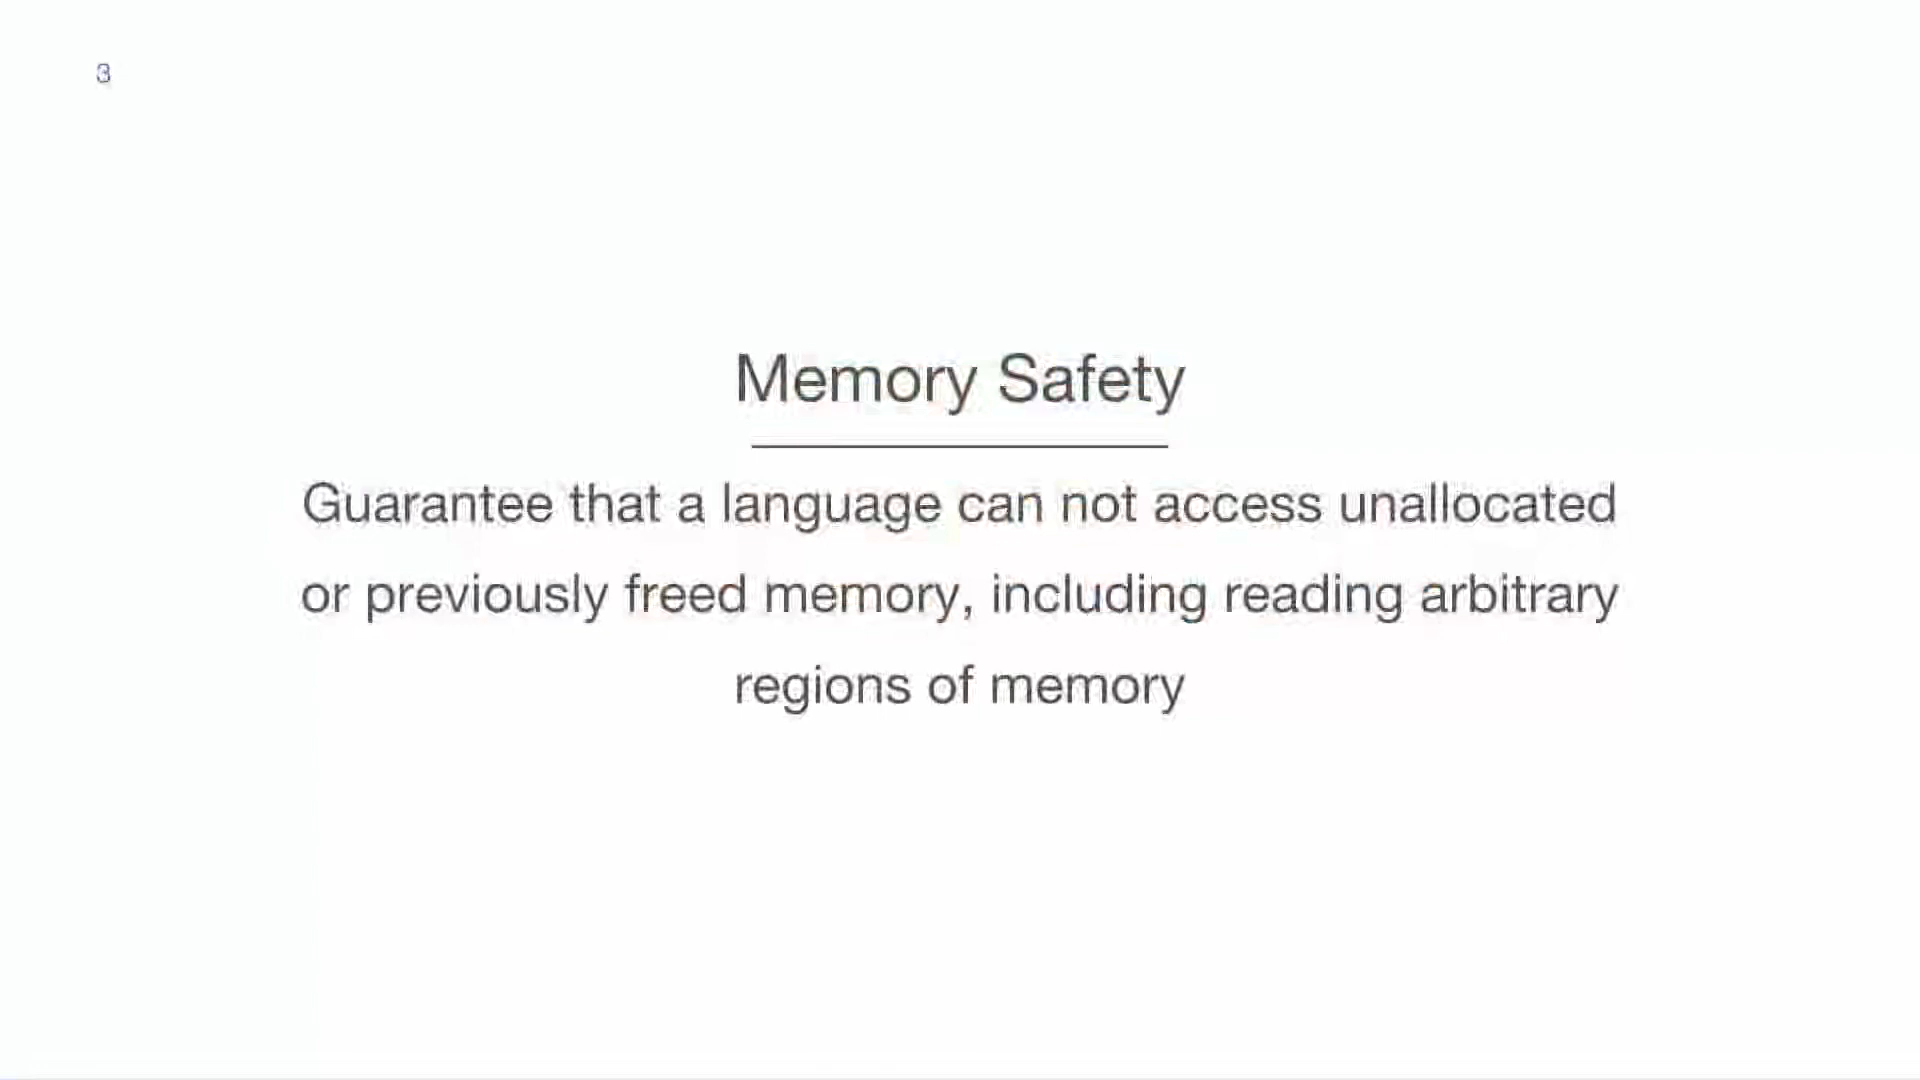 3
Memory Safety
Guarantee that a language can not access unallocated
or previously freed memory, including reading arbitrary
regions of memory